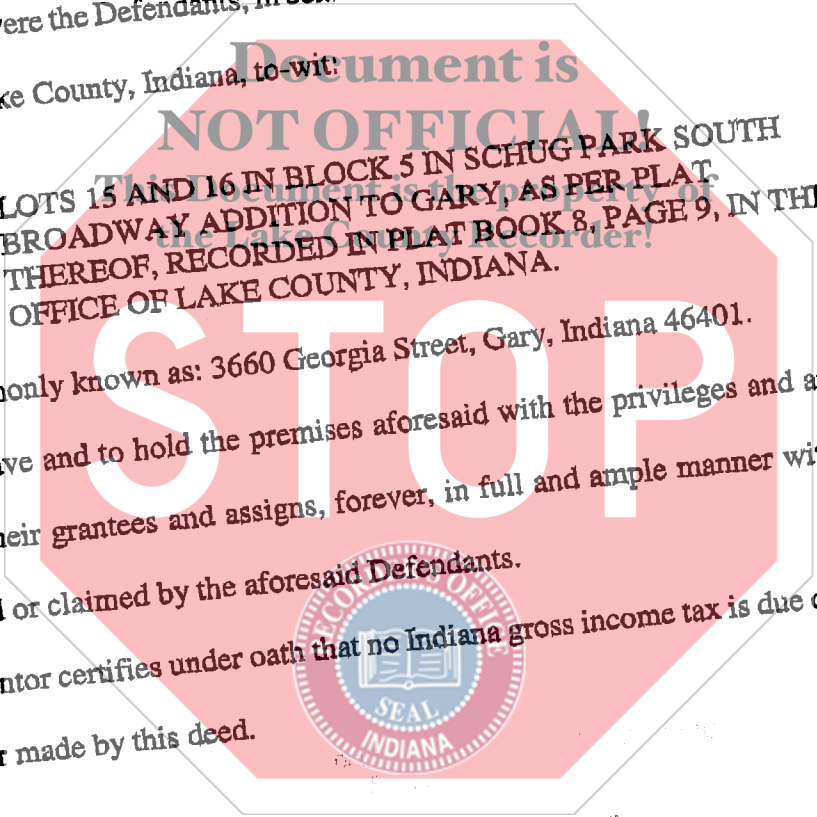 ere the Defendants, in
ke County, Indiana, to-wit:
Document is
NOT OFFICIAL!
This Document is the property of
the Lake County Recorder!
LOTS 15 AND 16 IN BLOCK 5 IN SCHUG PARK SOUTH
BROADWAY ADDITION TO GARY, AS PER PLAT
THEREOF, RECORDED IN PLAT BOOK 8, PAGE 9, IN THE
OFFICE OF LAKE COUNTY, INDIANA.
STOP
only known as: 3660 Georgia Street, Gary, Indiana 46401.
ve and to hold the premises aforesaid with the privileges and a
eir grantees and assigns, forever, in full and ample manner wi
or claimed by the aforesaid Defendants.
ntor certifies under oath that no Indiana gross income tax is due
r made by this deed.
RECORDER'S OFFICE
SEAL
INDIANA